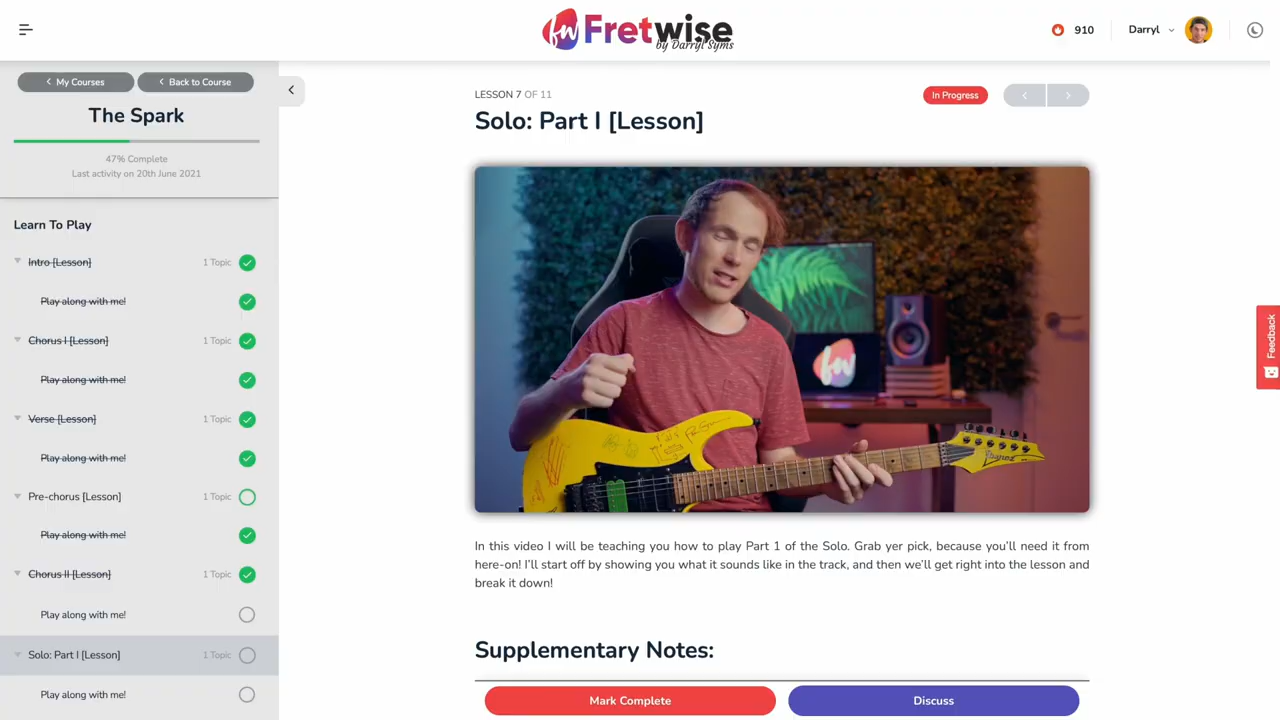 fw Fretwise
by Darryl Syms
910
Darryl
My Courses
Back to Course
The Spark
47% Complete
Last activity on 20th June 2021
Learn To Play
Intro [Lesson]
1 Topic
Play along with me!
Chorus I [Lesson]
1 Topic
Play along with me!
Verse [Lesson]
1 Topic
Play along with me!
Pre-chorus [Lesson]
1 Topic
Play along with me!
Chorus II [Lesson]
1 Topic
Play along with me!
Solo: Part I [Lesson]
1 Topic
Play along with me!
LESSON 7 OF 11
In Progress
Solo: Part I [Lesson]
fw
Ibanez
In this video I will be teaching you how to play Part 1 of the Solo. Grab yer pick, because you'll need it from
here-on! I'll start off by showing you what it sounds like in the track, and then we'll get right into the lesson and
break it down!
Supplementary Notes:
Mark Complete
Discuss
Feedback